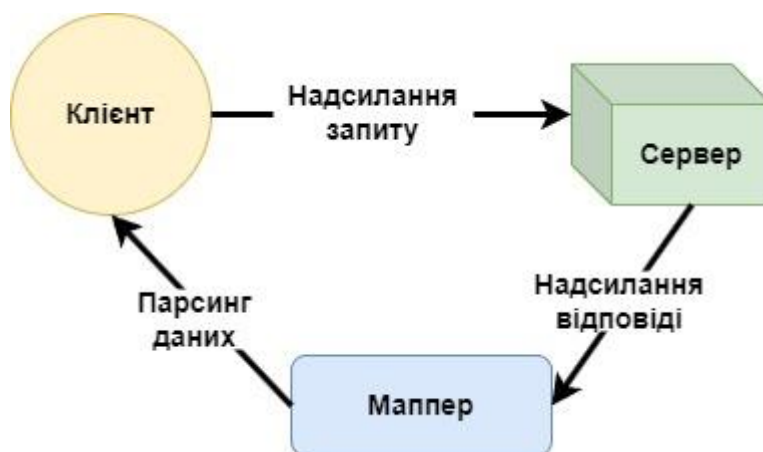 Клієнт
Надсилання
запиту
Сервер
Надсилання
відповіді
Парсинг
даних
Маппер